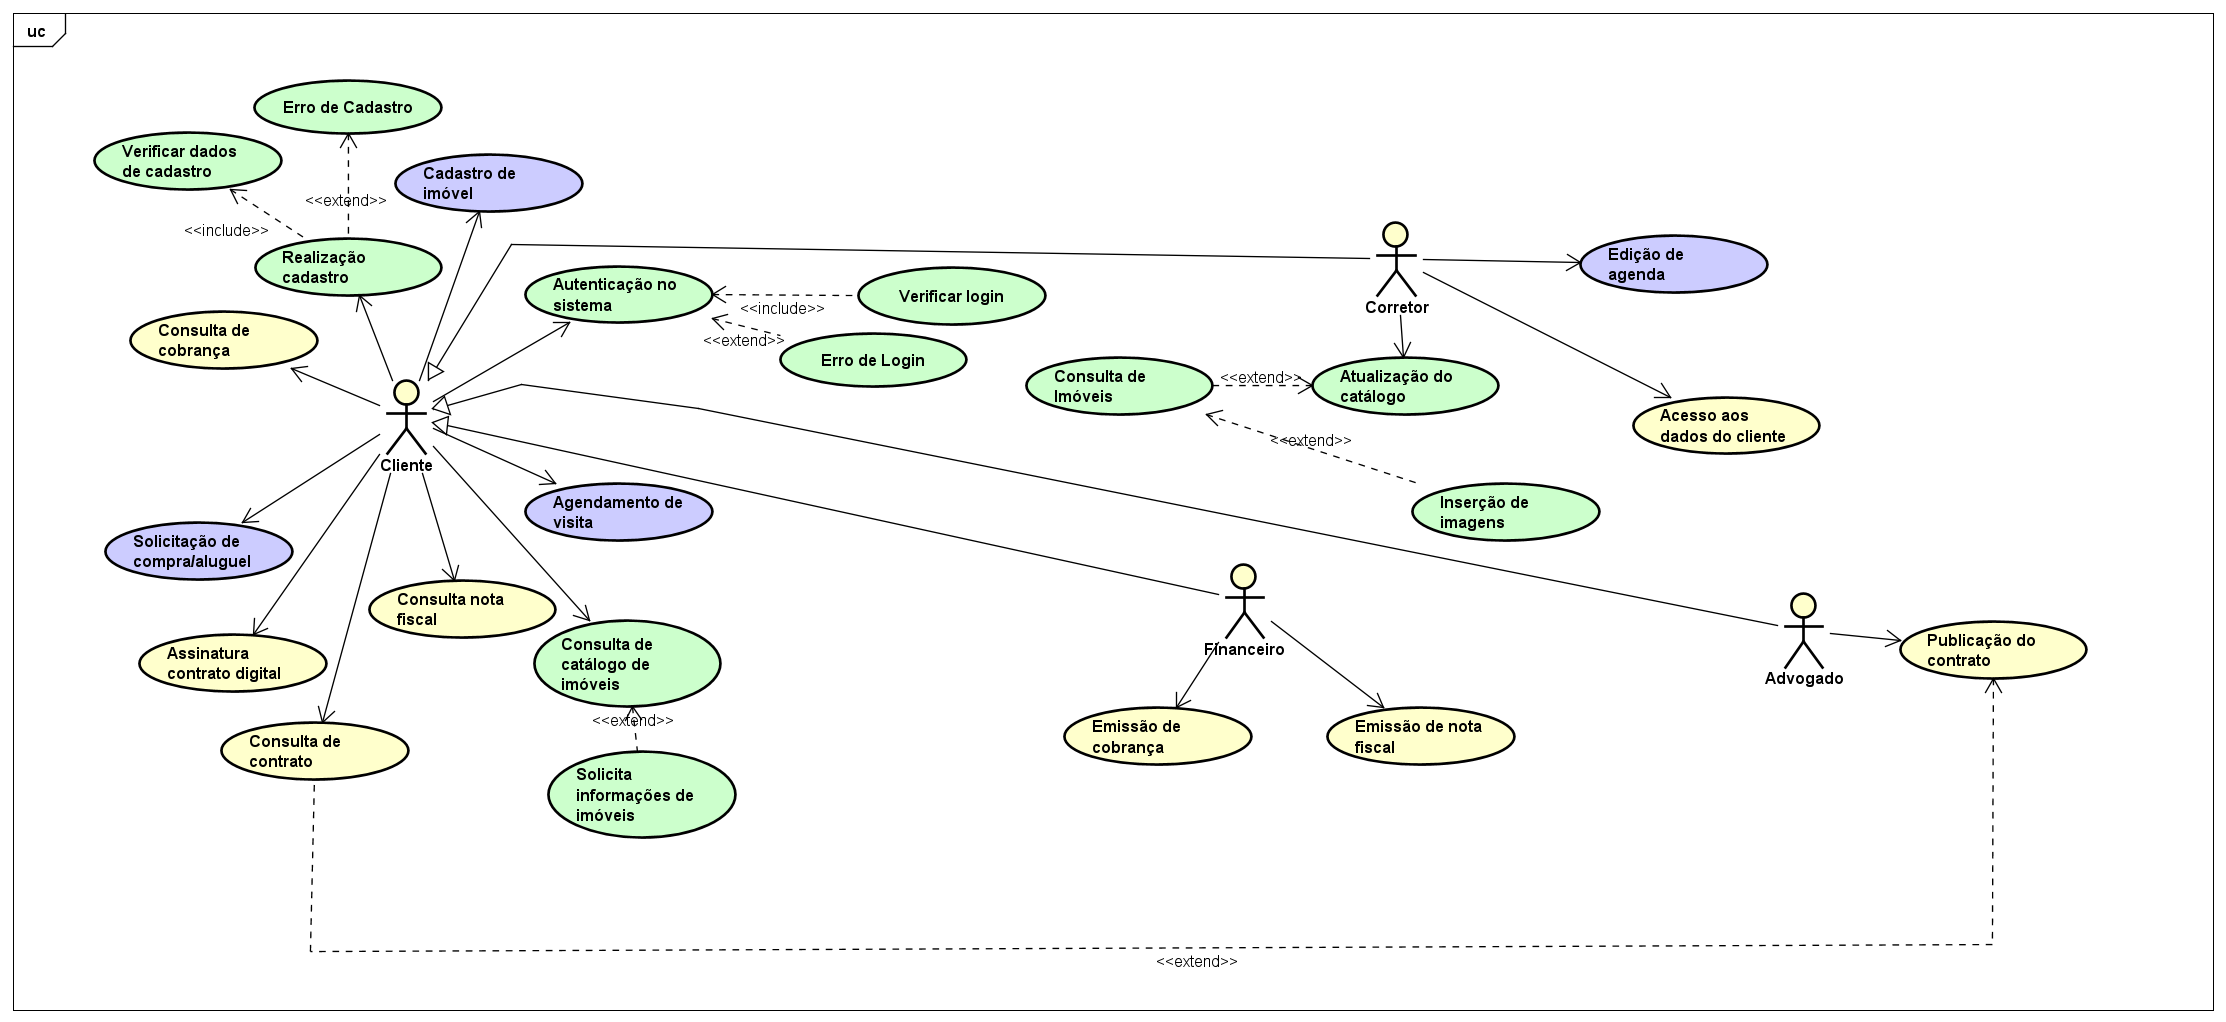 uc
Erro de Cadastro
Verificar dados
de cadastro
Cadastro de
imóvel
<<extend>>
<<include>>
Realização
cadastro
Autenticação no
sistema
Verificar login
<<include>>
<<extend>>
Erro de Login
Consulta de
cobrança
Cliente
Corretor
Edição de
agenda
Consulta de
Imóveis
<<extend>>
Atualização do
catálogo
Acesso aos
dados do cliente
<<extend>>
Inserção de
imagens
Agendamento de
visita
Solicitação de
compra/aluguel
Consulta nota
fiscal
Assinatura
contrato digital
Consulta de
catálogo de
imóveis
<<extend>>
Consulta de
contrato
Solicita
informações de
imóveis
Financeiro
Emissão de
cobrança
Emissão de nota
fiscal
Advogado
Publicação do
contrato
<<extend>>